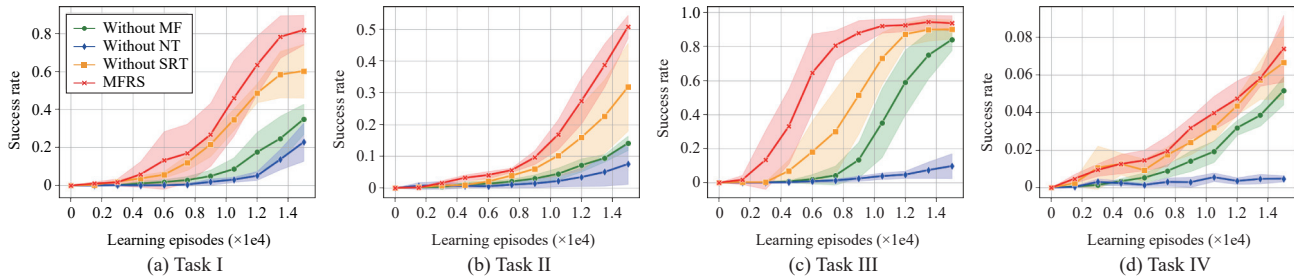 Without MF
Without NT
Without SRT
MFRS
Success rate
0.8
0.6
0.4
0.2
0
0 0.2 0.4 0.6 0.8 1.0 1.2 1.4
Learning episodes (×1e4)
(a) Task I
Success rate
0.5
0.4
0.3
0.2
0.1
0
0 0.2 0.4 0.6 0.8 1.0 1.2 1.4
Learning episodes (×1e4)
(b) Task II
Success rate
1.0
0.8
0.6
0.4
0.2
0
0 0.2 0.4 0.6 0.8 1.0 1.2 1.4
Learning episodes (×1e4)
(c) Task III
Success rate
0.08
0.06
0.04
0.02
0
0 0.2 0.4 0.6 0.8 1.0 1.2 1.4
Learning episodes (×1e4)
(d) Task IV